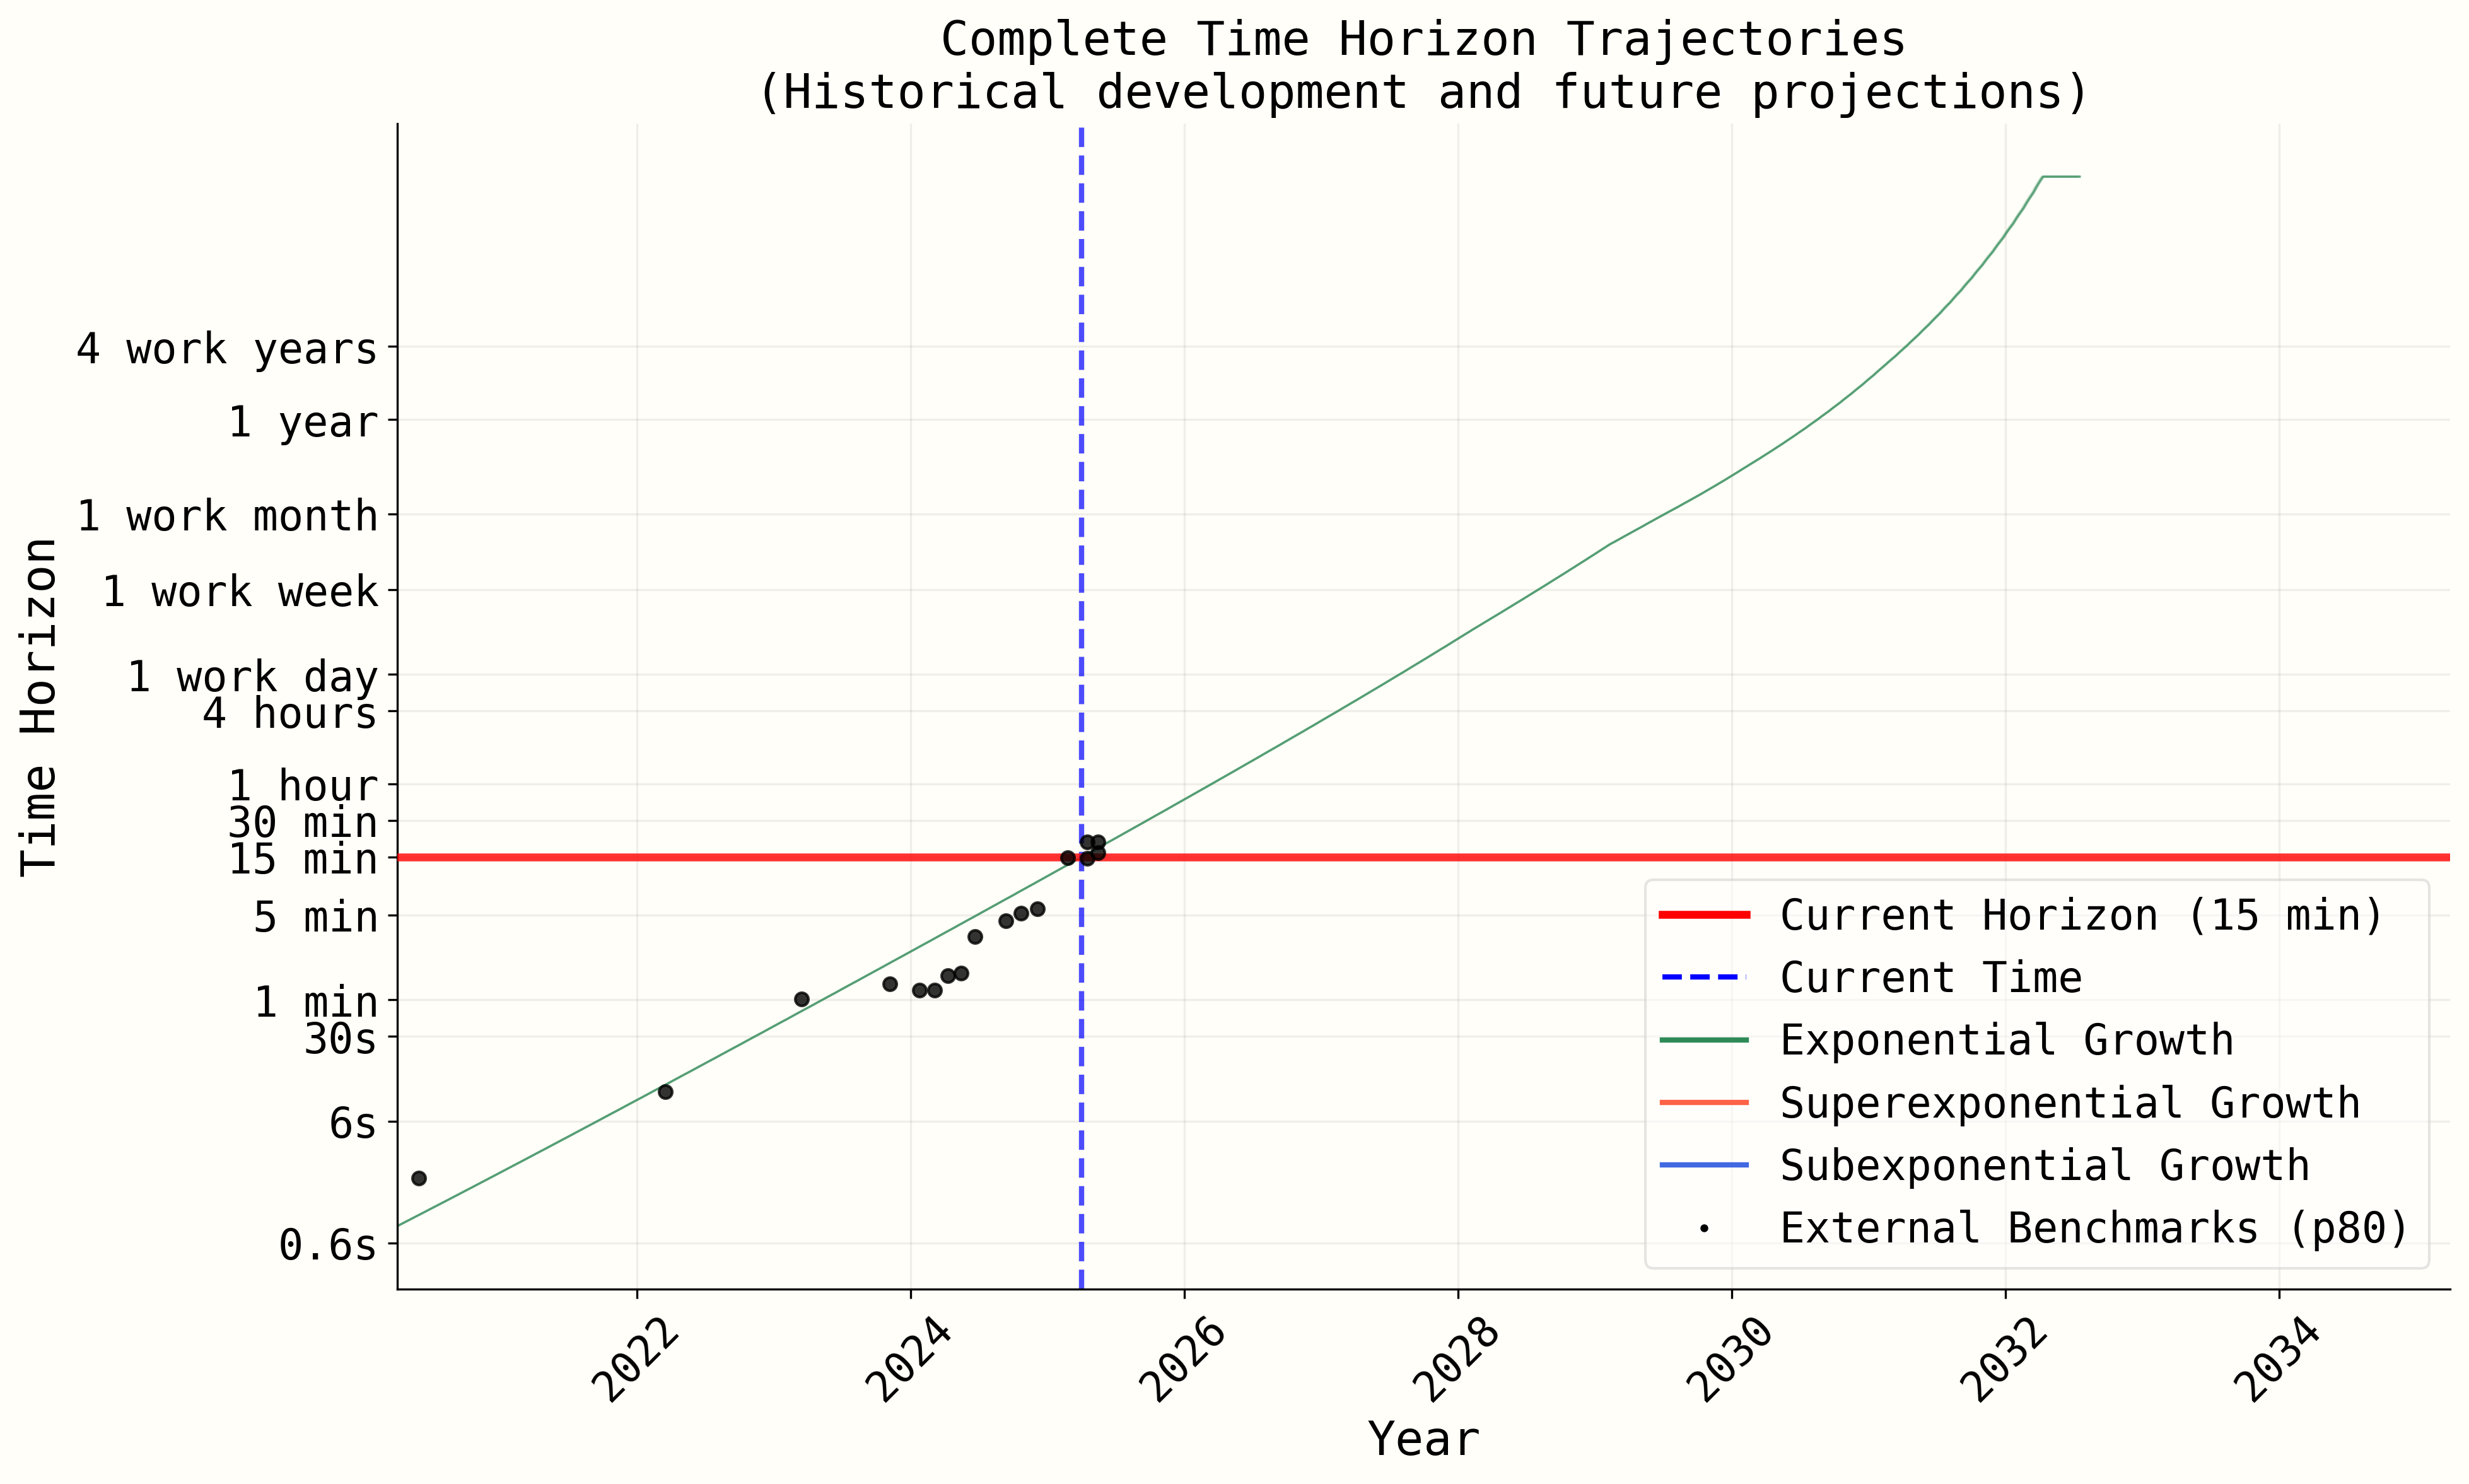 Complete Time Horizon Trajectories
(Historical development and future projections)
Time Horizon
4 work years
1 year
1 work month
1 work week
1 work day
4 hours
1 hour
30 min
15 min
5 min
1 min
30s
6s
0.6s
Current Horizon (15 min)
Current Time
Exponential Growth
Superexponential Growth
Subexponential Growth
External Benchmarks (p80)
2022
2024
2026
2028
2030
2032
2034
Year